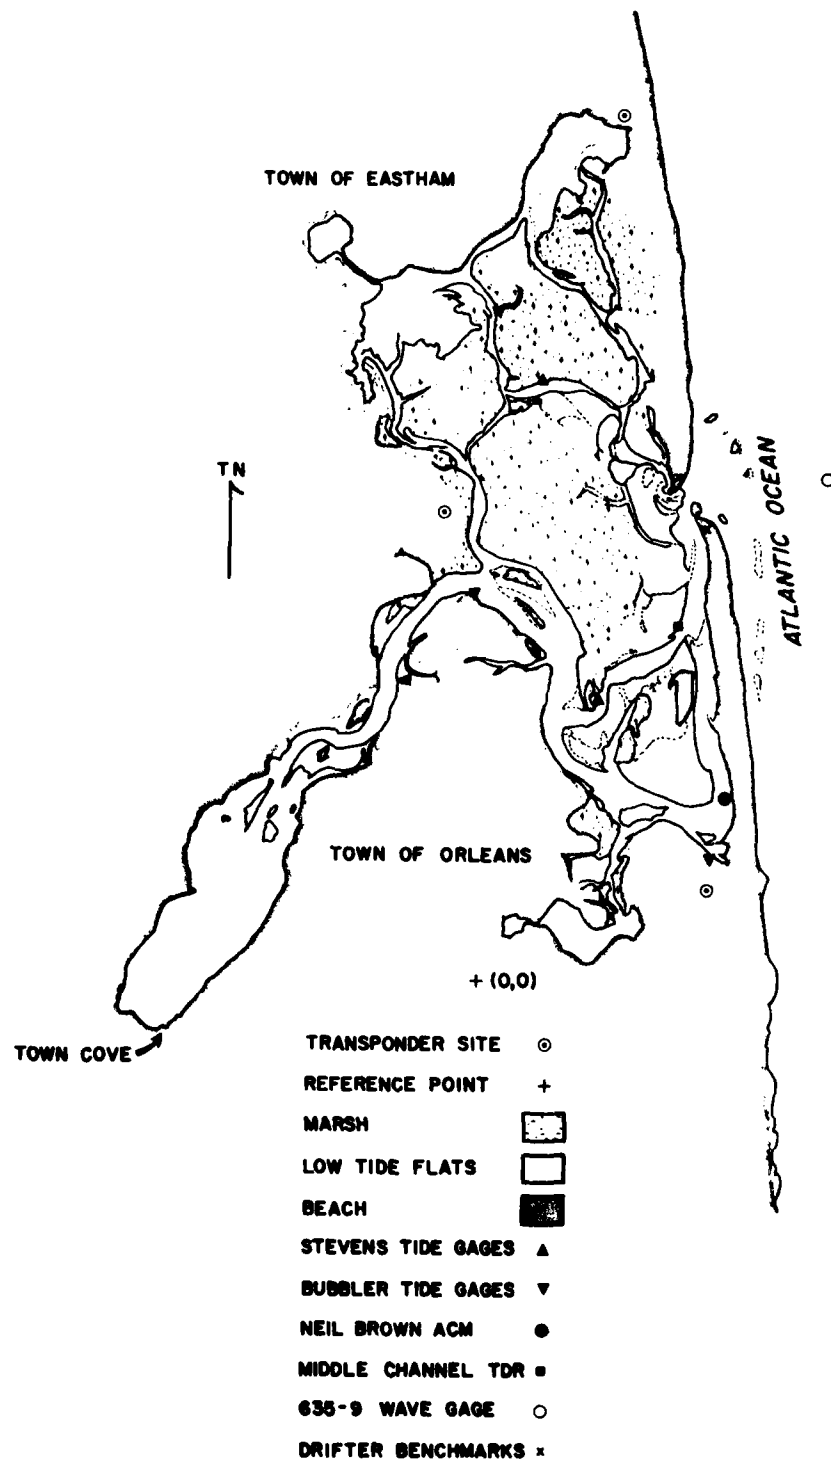 TOWN OF EASTHAM
TN
ATLANTIC OCEAN
TOWN OF ORLEANS
+ (0,0)
TOWN COVE
TRANSPONDER SITE
REFERENCE POINT +
MARSH
LOW TIDE FLATS
BEACH
STEVENS TIDE GAGES ▲
BUBBLER TIDE GAGES ▼
NEIL BROWN ACM ●
MIDDLE CHANNEL TDR ■
635-9 WAVE GAGE ○
DRIFTER BENCHMARKS x